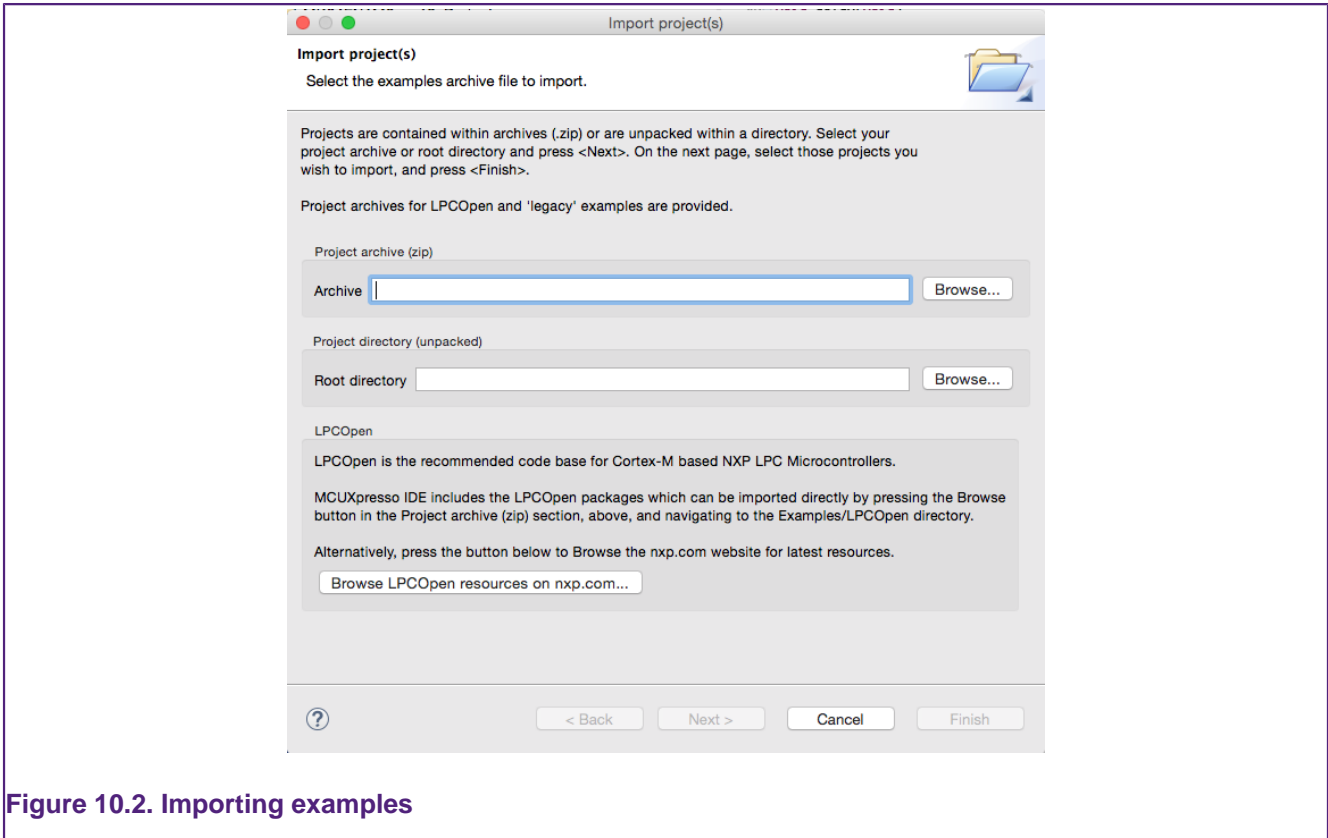 Import project(s)
Import project(s)
Select the examples archive file to import.
Projects are contained within archives (.zip) or are unpacked within a directory. Select your
project archive or root directory and press <Next>. On the next page, select those projects you
wish to import, and press <Finish>.
Project archives for LPCOpen and 'legacy' examples are provided.
Project archive (zip)
Archive
Browse...
Project directory (unpacked)
Root directory
Browse...
LPCOpen
LPCOpen is the recommended code base for Cortex-M based NXP LPC Microcontrollers.
MCUXpresso IDE includes the LPCOpen packages which can be imported directly by pressing the Browse
button in the Project archive (zip) section, above, and navigating to the Examples/LPCOpen directory.
Alternatively, press the button below to Browse the nxp.com website for latest resources.
Browse LPCOpen resources on nxp.com...
?
< Back
Next >
Cancel
Finish
Figure 10.2. Importing examples